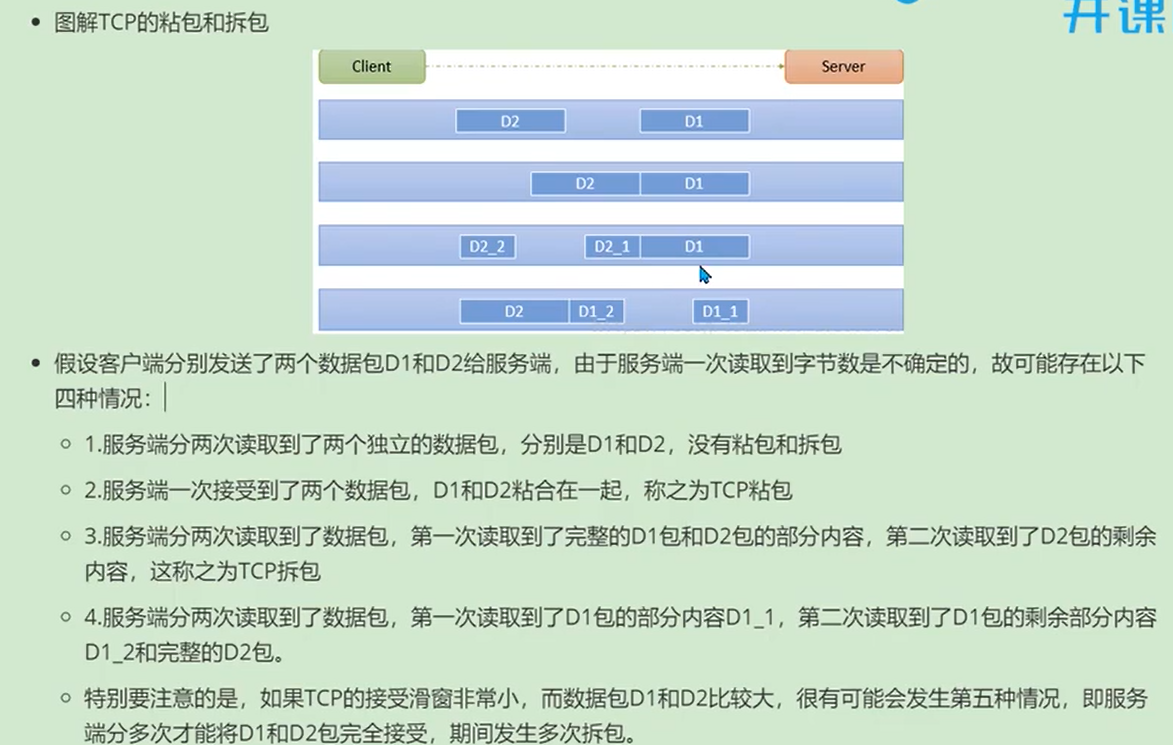 开课
图解TCP的粘包和拆包
Client
Server
D2
D1
D2
D1
D2_2
D2_1
D1
D2
D1_2
D1_1
假设客户端分别发送了两个数据包D1和D2给服务端，由于服务端一次读取到字节数是不确定的，故可能存在以下
四种情况：
1.服务端分两次读取到了两个独立的数据包，分别是D1和D2，没有粘包和拆包
2.服务端一次接受到了两个数据包，D1和D2粘合在一起，称之为TCP粘包
3.服务端分两次读取到了数据包，第一次读取到了完整的D1包和D2包的部分内容，第二次读取到了D2包的剩余
内容，这称之为TCP拆包
4.服务端分两次读取到了数据包，第一次读取到了D1包的部分内容D1_1，第二次读取到了D1包的剩余部分内容
D1_2和完整的D2包。
特别要注意的是，如果TCP的接受滑窗非常小，而数据包D1和D2比较大，很有可能会发生第五种情况，即服务
端分多次才能将D1和D2包完全接受，期间发生多次拆包。